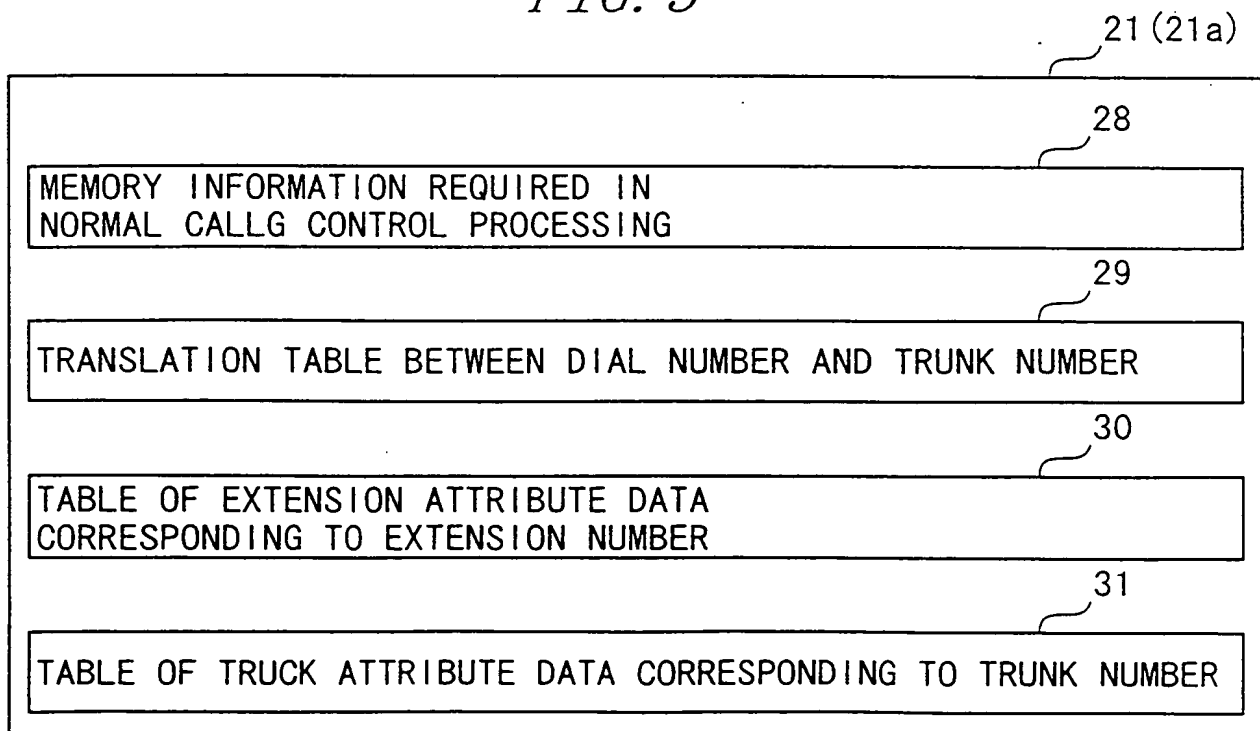 21(21a)
28
MEMORY INFORMATION REQUIRED IN
NORMAL CALLG CONTROL PROCESSING
29
TRANSLATION TABLE BETWEEN DIAL NUMBER AND TRUNK NUMBER
30
TABLE OF EXTENSION ATTRIBUTE DATA
CORRESPONDING TO EXTENSION NUMBER
31
TABLE OF TRUCK ATTRIBUTE DATA CORRESPONDING TO TRUNK NUMBER